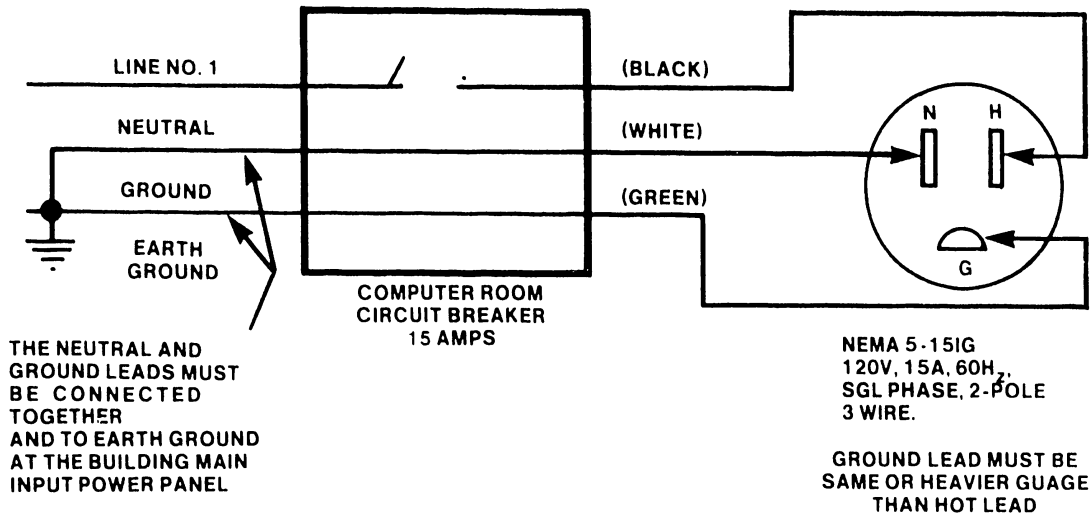 LINE NO. 1
(BLACK)
N
H
NEUTRAL
(WHITE)
GROUND
(GREEN)
EARTH
GROUND
G
COMPUTER ROOM
CIRCUIT BREAKER
15 AMPS
THE NEUTRAL AND
GROUND LEADS MUST
BE CONNECTED
TOGETHER
AND TO EARTH GROUND
AT THE BUILDING MAIN
INPUT POWER PANEL
NEMA 5-15IG
120V, 15A, 60HZ,
SGL PHASE, 2-POLE
3 WIRE.
GROUND LEAD MUST BE
SAME OR HEAVIER GUAGE
THAN HOT LEAD